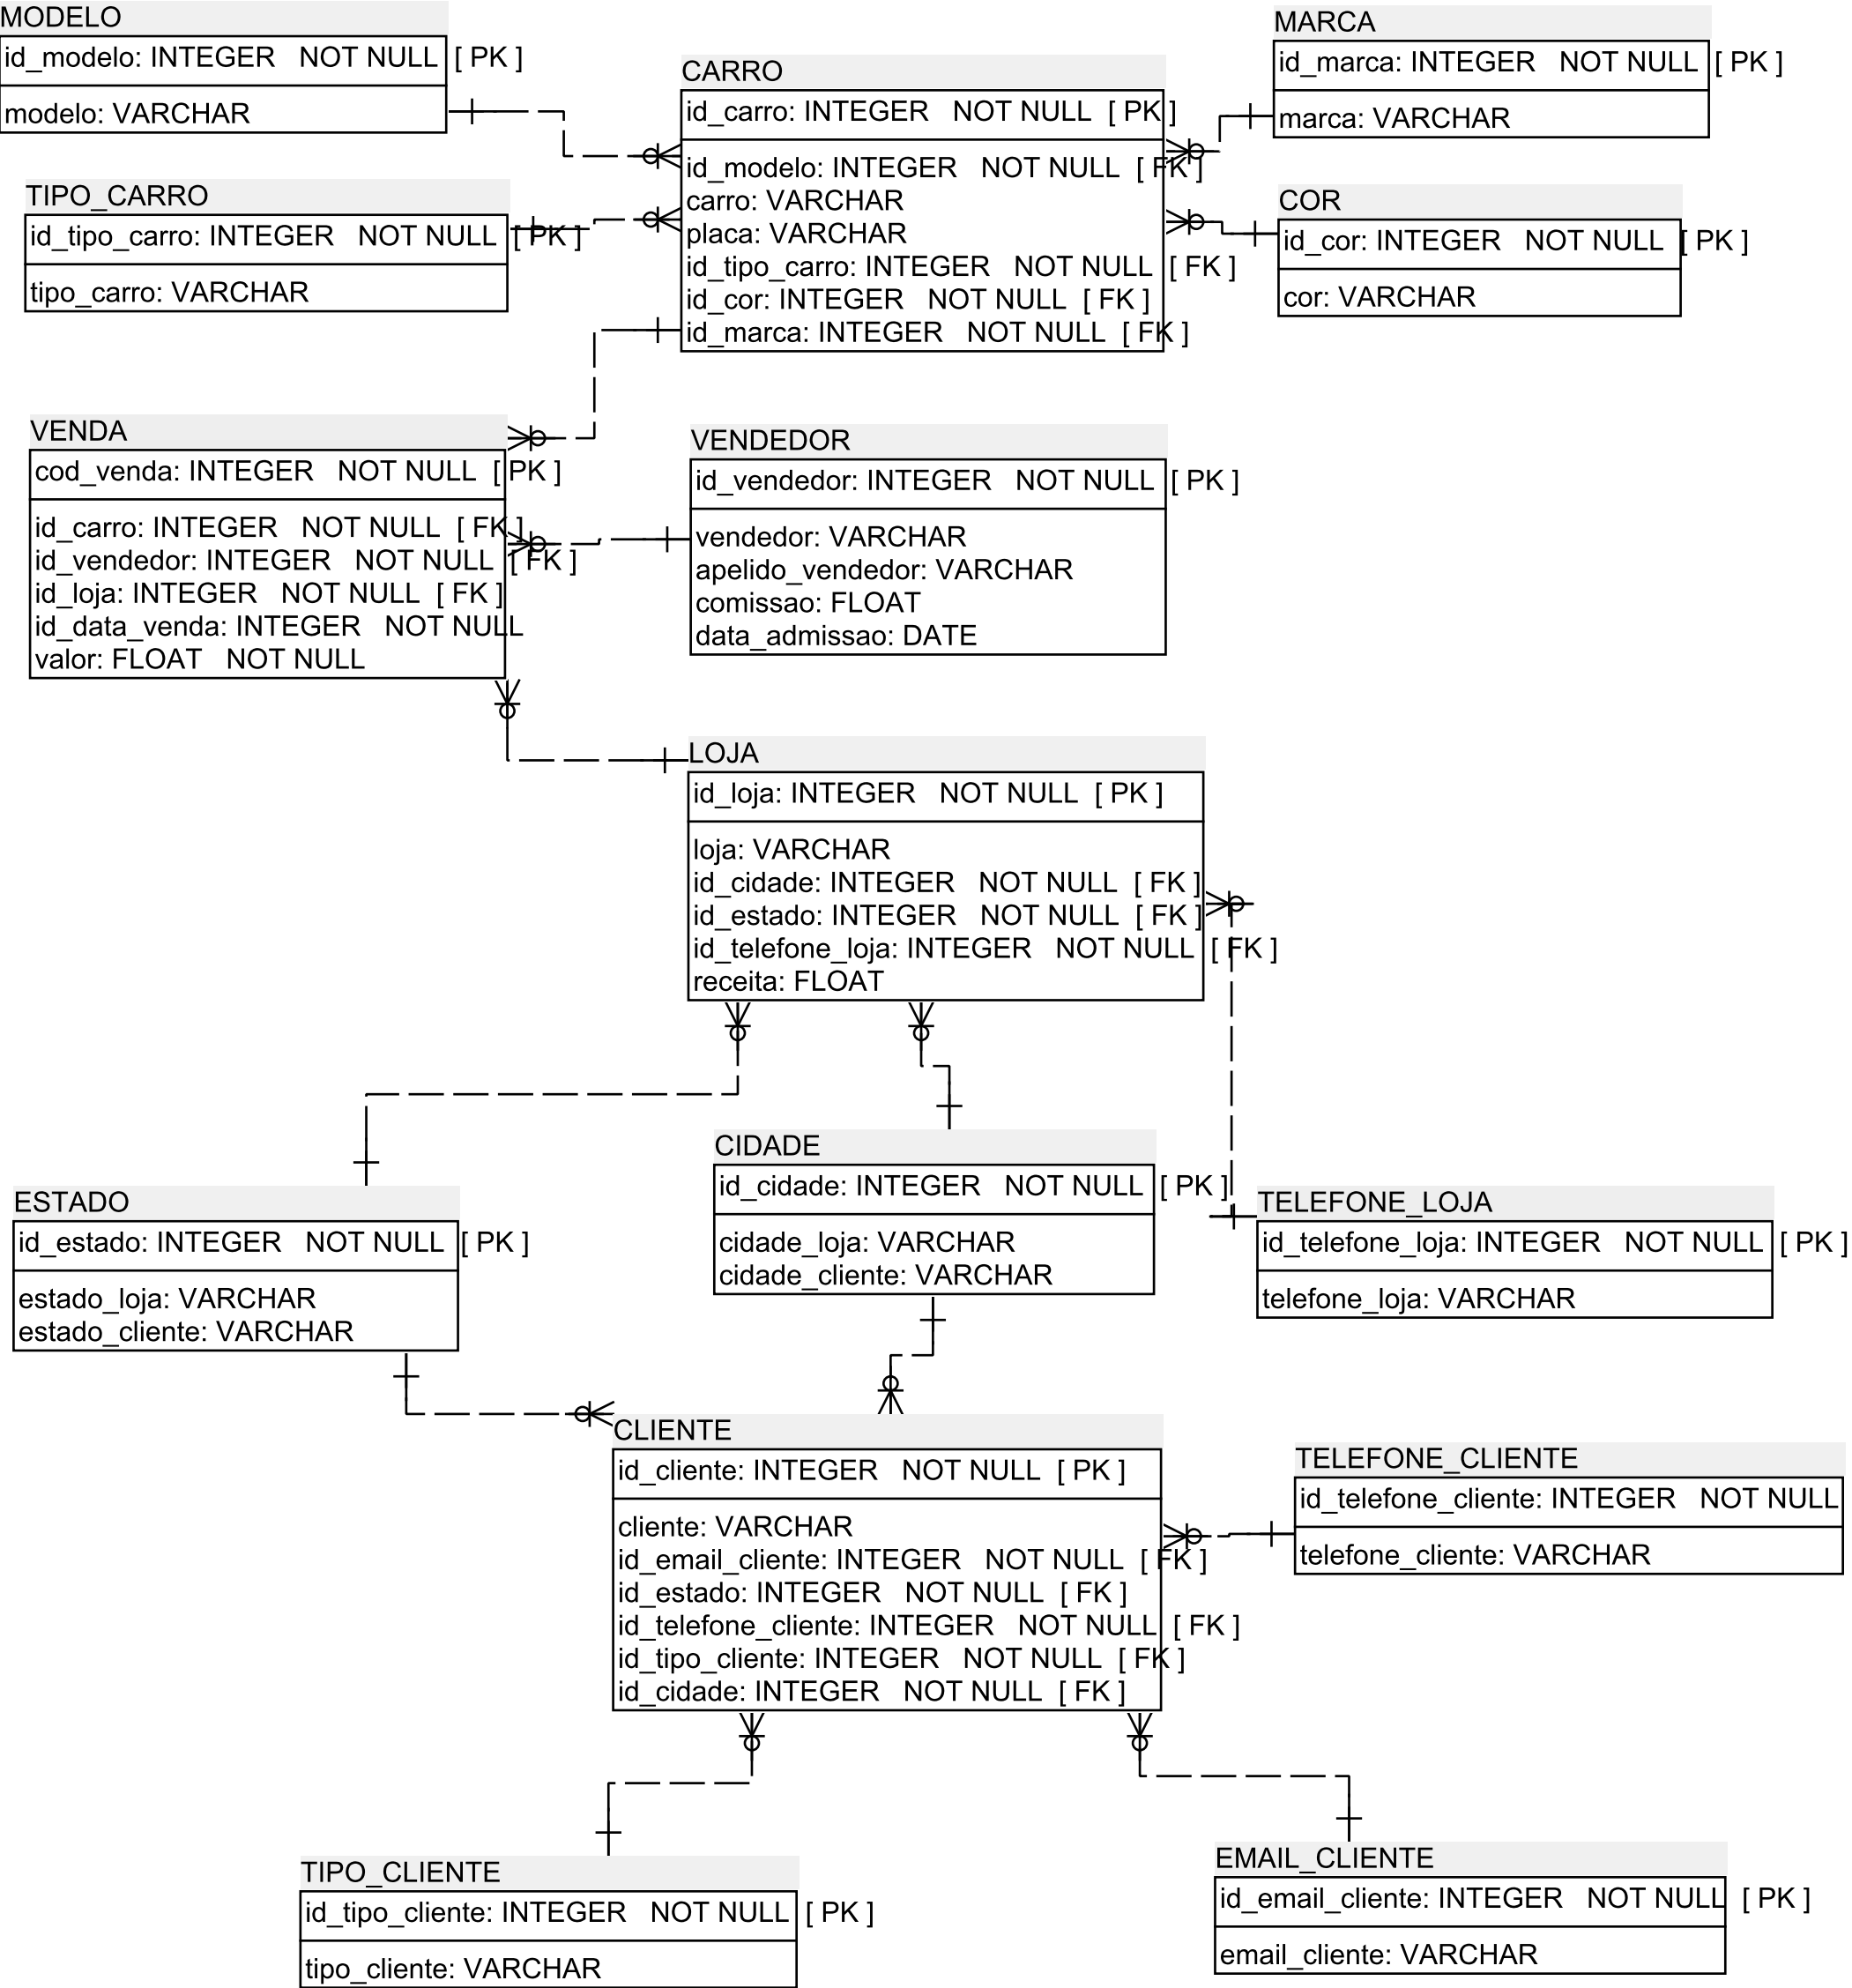 MODELO
id_modelo: INTEGER NOT NULL [ PK ]
modelo: VARCHAR
MARCA
id_marca: INTEGER NOT NULL [ PK ]
marca: VARCHAR
CARRO
id_carro: INTEGER NOT NULL [ PK ]
id_modelo: INTEGER NOT NULL [ FK ]
carro: VARCHAR
placa: VARCHAR
id_tipo_carro: INTEGER NOT NULL [ FK ]
id_cor: INTEGER NOT NULL [ FK ]
id_marca: INTEGER NOT NULL [ FK ]
TIPO_CARRO
id_tipo_carro: INTEGER NOT NULL [ PK ]
tipo_carro: VARCHAR
COR
id_cor: INTEGER NOT NULL [ PK ]
cor: VARCHAR
VENDA
cod_venda: INTEGER NOT NULL [ PK ]
id_carro: INTEGER NOT NULL [ FK ]
id_vendedor: INTEGER NOT NULL [ FK ]
id_loja: INTEGER NOT NULL [ FK ]
id_data_venda: INTEGER NOT NULL
valor: FLOAT NOT NULL
VENDEDOR
id_vendedor: INTEGER NOT NULL [ PK ]
vendedor: VARCHAR
apelido_vendedor: VARCHAR
comissao: FLOAT
data_admissao: DATE
LOJA
id_loja: INTEGER NOT NULL [ PK ]
loja: VARCHAR
id_cidade: INTEGER NOT NULL [ FK ]
id_estado: INTEGER NOT NULL [ FK ]
id_telefone_loja: INTEGER NOT NULL [ FK ]
receita: FLOAT
CIDADE
id_cidade: INTEGER NOT NULL [ PK ]
cidade_loja: VARCHAR
cidade_cliente: VARCHAR
ESTADO
id_estado: INTEGER NOT NULL [ PK ]
estado_loja: VARCHAR
estado_cliente: VARCHAR
TELEFONE_LOJA
id_telefone_loja: INTEGER NOT NULL [ PK ]
telefone_loja: VARCHAR
CLIENTE
id_cliente: INTEGER NOT NULL [ PK ]
cliente: VARCHAR
id_email_cliente: INTEGER NOT NULL [ FK ]
id_estado: INTEGER NOT NULL [ FK ]
id_telefone_cliente: INTEGER NOT NULL [ FK ]
id_tipo_cliente: INTEGER NOT NULL [ FK ]
id_cidade: INTEGER NOT NULL [ FK ]
TELEFONE_CLIENTE
id_telefone_cliente: INTEGER NOT NULL
telefone_cliente: VARCHAR
TIPO_CLIENTE
id_tipo_cliente: INTEGER NOT NULL [ PK ]
tipo_cliente: VARCHAR
EMAIL_CLIENTE
id_email_cliente: INTEGER NOT NULL [ PK ]
email_cliente: VARCHAR